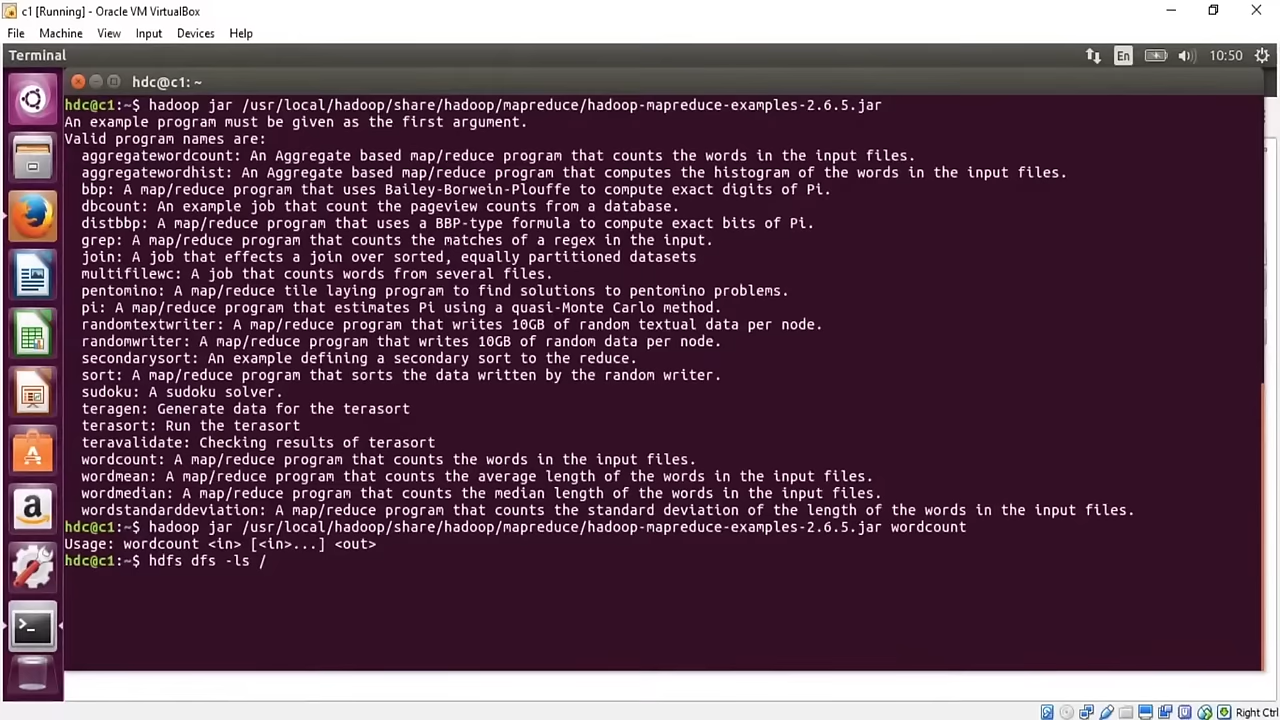 c1 [Running] - Oracle VM VirtualBox
File Machine View Input Devices Help
Terminal En 10:50
hdc@c1: ~
hdc@c1:~$ hadoop jar /usr/local/hadoop/share/hadoop/mapreduce/hadoop-mapreduce-examples-2.6.5.jar
An example program must be given as the first argument.
Valid program names are:
  aggregatewordcount: An Aggregate based map/reduce program that counts the words in the input files.
  aggregatewordhist: An Aggregate based map/reduce program that computes the histogram of the words in the input files.
  bbp: A map/reduce program that uses Bailey-Borwein-Plouffe to compute exact digits of Pi.
  dbcount: An example job that count the pageview counts from a database.
  distbbp: A map/reduce program that uses a BBP-type formula to compute exact bits of Pi.
  grep: A map/reduce program that counts the matches of a regex in the input.
  join: A job that effects a join over sorted, equally partitioned datasets
  multifilewc: A job that counts words from several files.
  pentomino: A map/reduce tile laying program to find solutions to pentomino problems.
  pi: A map/reduce program that estimates Pi using a quasi-Monte Carlo method.
  randomtextwriter: A map/reduce program that writes 10GB of random textual data per node.
  randomwriter: A map/reduce program that writes 10GB of random data per node.
  secondarysort: An example defining a secondary sort to the reduce.
  sort: A map/reduce program that sorts the data written by the random writer.
  sudoku: A sudoku solver.
  teragen: Generate data for the terasort
  terasort: Run the terasort
  teravalidate: Checking results of terasort
  wordcount: A map/reduce program that counts the words in the input files.
  wordmean: A map/reduce program that counts the average length of the words in the input files.
  wordmedian: A map/reduce program that counts the median length of the words in the input files.
  wordstandarddeviation: A map/reduce program that counts the standard deviation of the length of the words in the input files.
hdc@c1:~$ hadoop jar /usr/local/hadoop/share/hadoop/mapreduce/hadoop-mapreduce-examples-2.6.5.jar wordcount
Usage: wordcount <in> [<in>...] <out>
hdc@c1:~$ hdfs dfs -ls /
Right Ctrl